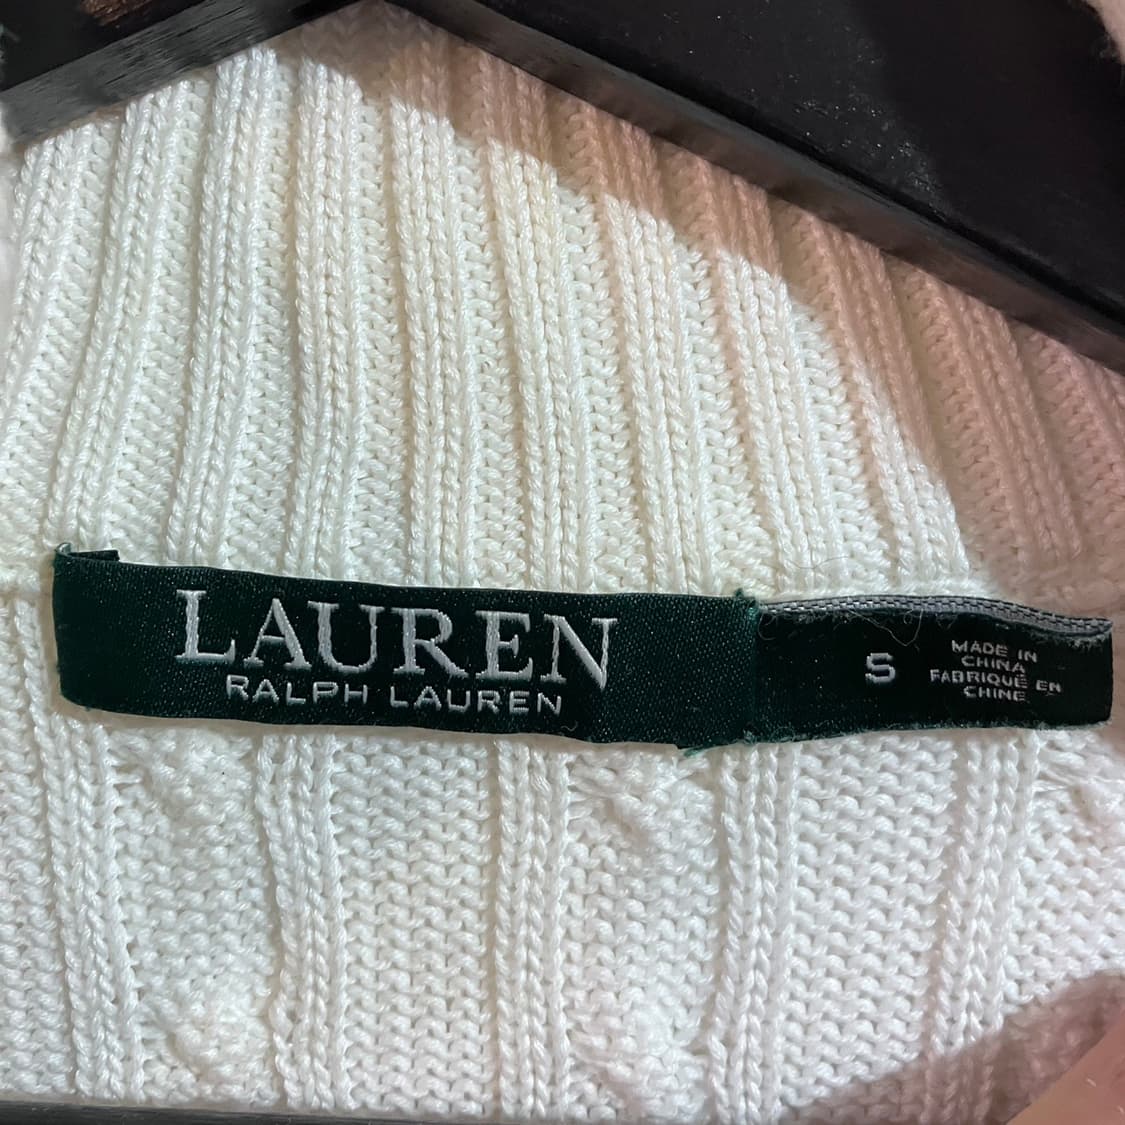 LAUREN
RALPH LAUREN
S
MADE IN
CHINA
FABRIQUÉ EN
CHINE